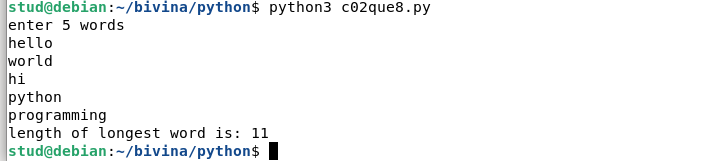 stud@debian:~/bivina/python$ python3 c02que8.py
enter 5 words
hello
world
hi
python
programming
length of longest word is: 11
stud@debian:~/bivina/python$